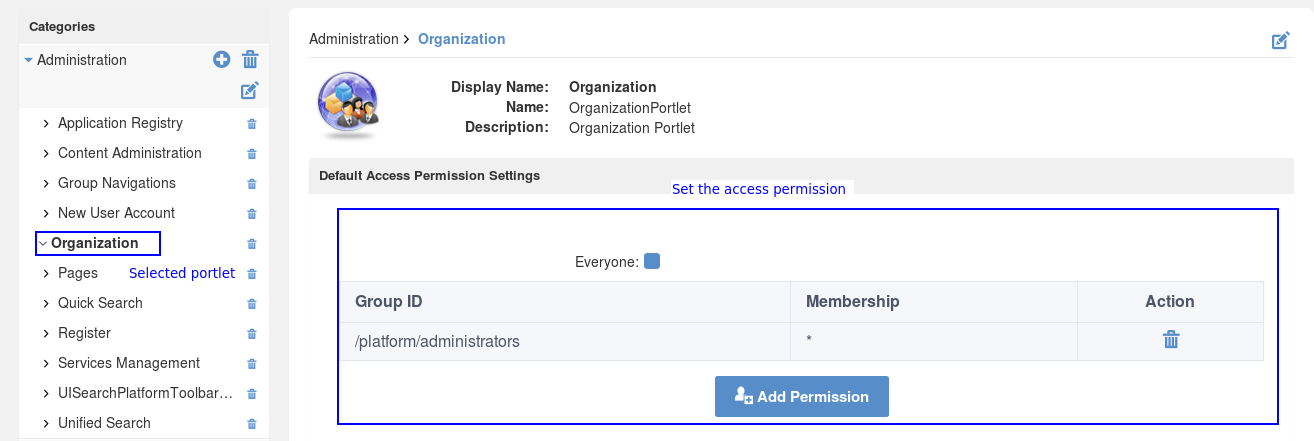 Categories
Administration
Application Registry
Content Administration
Group Navigations
New User Account
Organization
Pages
Selected portlet
Quick Search
Register
Services Management
UISearchPlatformToolbar…
Unified Search
Administration > Organization
Display Name: Organization
Name: OrganizationPortlet
Description: Organization Portlet
Default Access Permission Settings
Set the access permission
Everyone:
Group ID Membership Action
/platform/administrators *
Add Permission